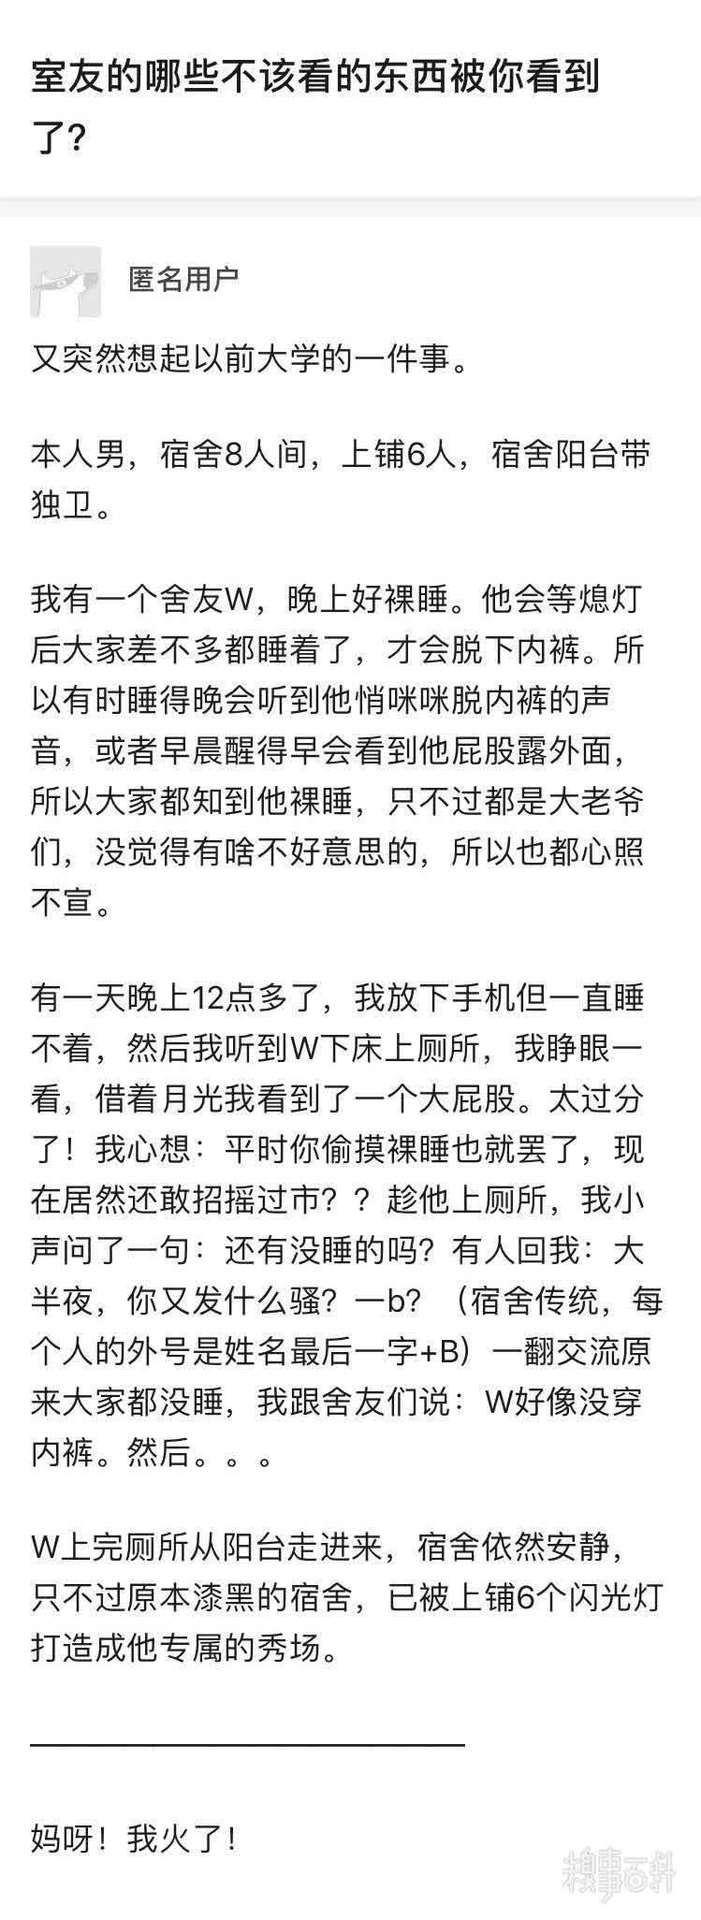 室友的哪些不该看的东西被你看到
了?
匿名用户
又突然想起以前大学的一件事。
本人男，宿舍8人间，上铺6人，宿舍阳台带
独卫。
我有一个舍友W，晚上好裸睡。他会等熄灯
后大家差不多都睡着了，才会脱下内裤。所
以有时睡得晚会听到他悄咪咪脱内裤的声
音，或者早晨醒得早会看到他屁股露外面，
所以大家都知到他裸睡，只不过都是大老爷
们，没觉得有啥不好意思的，所以也都心照
不宣。
有一天晚上12点多了，我放下手机但一直睡
不着，然后我听到W下床上厕所，我睁眼一
看，借着月光我看到了一个大屁股。太过分
了！我心想：平时你偷摸裸睡也就罢了，现
在居然还敢招摇过市？？趁他上厕所，我小
声问了一句：还有没睡的吗？有人回我：大
半夜，你又发什么骚？一b？（宿舍传统，每
个人的外号是姓名最后一字+B）一翻交流原
来大家都没睡，我跟舍友们说：W好像没穿
内裤。然后。。。
W上完厕所从阳台走进来，宿舍依然安静，
只不过原本漆黑的宿舍，已被上铺6个闪光灯
打造成他专属的秀场。
妈呀！我火了！
糗事百科